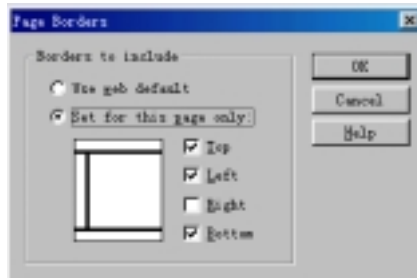 Page Borders
Borders to include
Use web default
Set for this page only:
Top
Left
Right
Bottom
OK
Cancel
Help